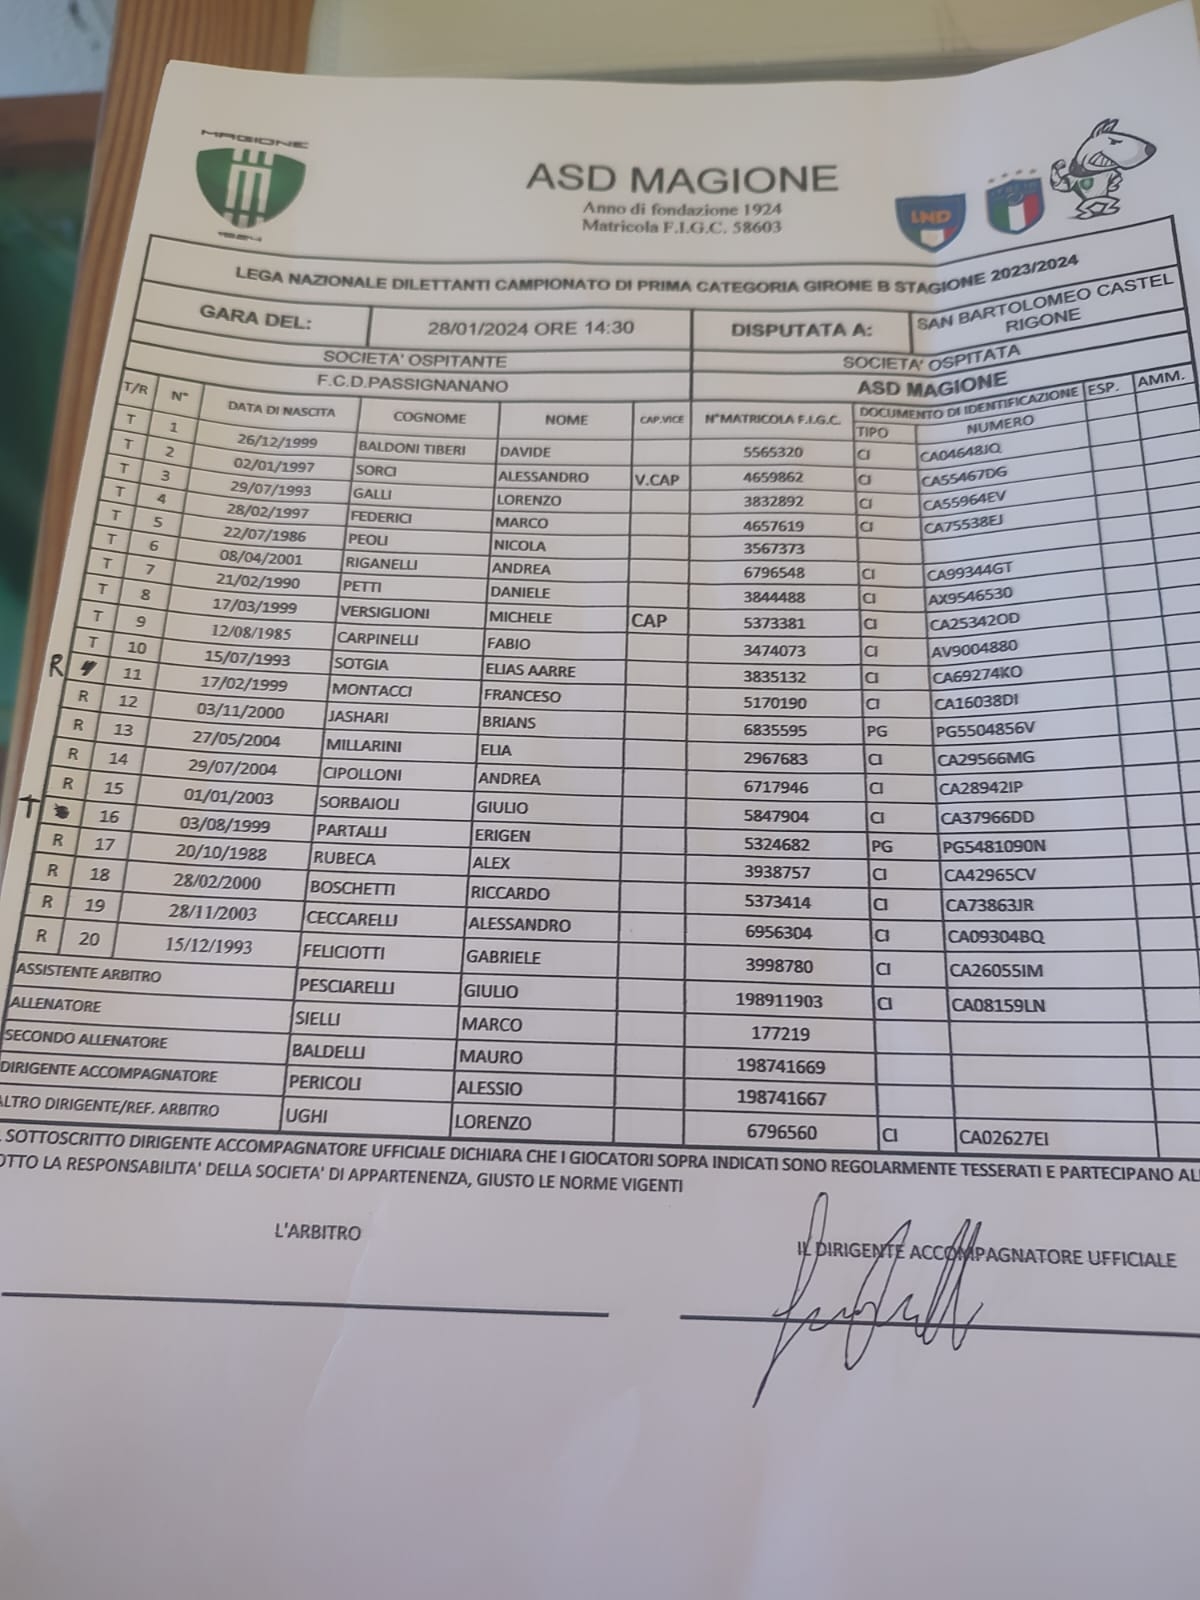 MAGIONE
1924
ASD MAGIONE
Anno di fondazione 1924
Matricola F.I.G.C. 58603
LND
LEGA NAZIONALE DILETTANTI CAMPIONATO DI PRIMA CATEGORIA GIRONE B STAGIONE 2023/2024
GARA DEL: 28/01/2024 ORE 14:30 DISPUTATA A: SAN BARTOLOMEO CASTEL
RIGONE
SOCIETA' OSPITANTE SOCIETA' OSPITATA
F.C.D.PASSIGNANANO ASD MAGIONE
T/R N° DATA DI NASCITA COGNOME NOME CAP.VICE N°MATRICOLA F.I.G.C. DOCUMENTO DI IDENTIFICAZIONE ESP. AMM.
TIPO NUMERO
T 1 26/12/1999 BALDONI TIBERI DAVIDE 5565320 CI CA04648JQ
T 2 02/01/1997 SORCI ALESSANDRO V.CAP 4659862 CI CA55467DG
T 3 29/07/1993 GALLI LORENZO 3832892 CI CA55964EV
T 4 28/02/1997 FEDERICI MARCO 4657619 CI CA75538EJ
T 5 22/07/1986 PEOLI NICOLA 3567373
T 6 08/04/2001 RIGANELLI ANDREA 6796548 CI CA99344GT
T 7 21/02/1990 PETTI DANIELE 3844488 CI AX9546530
T 8 17/03/1999 VERSIGLIONI MICHELE CAP 5373381 CI CA25342OD
T 9 12/08/1985 CARPINELLI FABIO 3474073 CI AV9004880
T 10 15/07/1993 SOTGIA ELIAS AARRE 3835132 CI CA69274KO
R 11 17/02/1999 MONTACCI FRANCESO 5170190 CI CA16038DI
R 12 03/11/2000 JASHARI BRIANS 6835595 PG PG5504856V
R 13 27/05/2004 MILLARINI ELIA 2967683 CI CA29566MG
R 14 29/07/2004 CIPOLLONI ANDREA 6717946 CI CA28942IP
R 15 01/01/2003 SORBAIOLI GIULIO 5847904 CI CA37966DD
T 16 03/08/1999 PARTALLI ERIGEN 5324682 PG PG5481090N
R 17 20/10/1988 RUBECA ALEX 3938757 CI CA42965CV
R 18 28/02/2000 BOSCHETTI RICCARDO 5373414 CI CA73863JR
R 19 28/11/2003 CECCARELLI ALESSANDRO 6956304 CI CA09304BQ
R 20 15/12/1993 FELICIOTTI GABRIELE 3998780 CI CA26055IM
ASSISTENTE ARBITRO PESCIARELLI GIULIO 198911903 CI CA08159LN
ALLENATORE SIELLI MARCO 177219
SECONDO ALLENATORE BALDELLI MAURO 198741669
DIRIGENTE ACCOMPAGNATORE PERICOLI ALESSIO 198741667
ALTRO DIRIGENTE/REF. ARBITRO UGHI LORENZO 6796560 CI CA02627EI
SOTTOSCRITTO DIRIGENTE ACCOMPAGNATORE UFFICIALE DICHIARA CHE I GIOCATORI SOPRA INDICATI SONO REGOLARMENTE TESSERATI E PARTECIPANO AL
OTTO LA RESPONSABILITA' DELLA SOCIETA' DI APPARTENENZA, GIUSTO LE NORME VIGENTI
L'ARBITRO
IL DIRIGENTE ACCOMPAGNATORE UFFICIALE